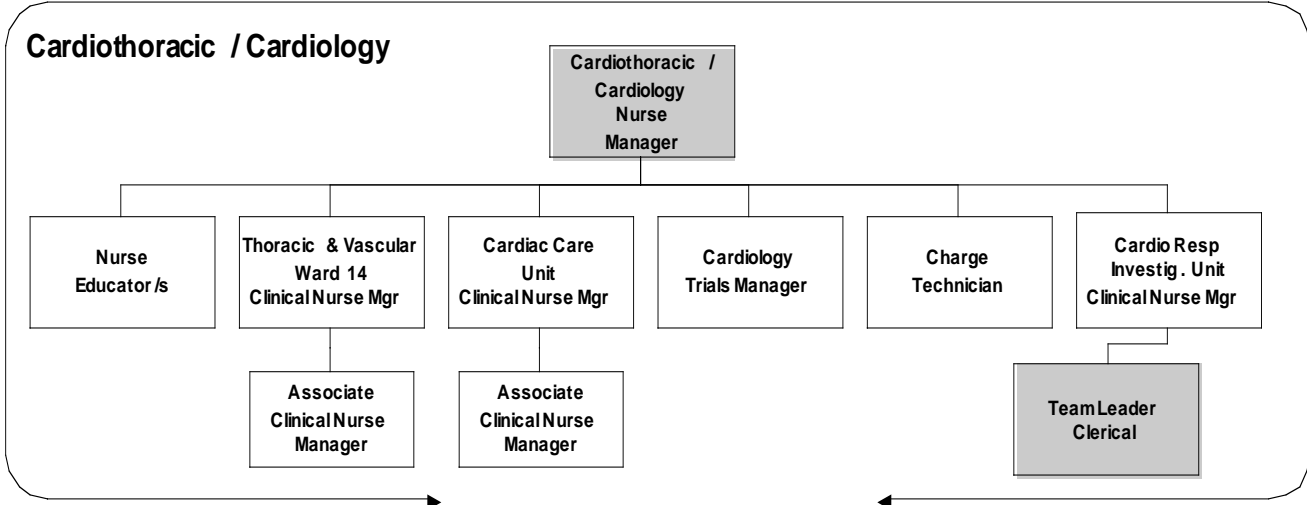 Cardiothoracic / Cardiology
Cardiothoracic /
Cardiology
Nurse
Manager
Nurse
Educator/s
Thoracic & Vascular
Ward 14
Clinical Nurse Mgr
Cardiac Care
Unit
Clinical Nurse Mgr
Cardiology
Trials Manager
Charge
Technician
Cardio Resp
Investig. Unit
Clinical Nurse Mgr
Associate
Clinical Nurse
Manager
Associate
Clinical Nurse
Manager
Team Leader
Clerical